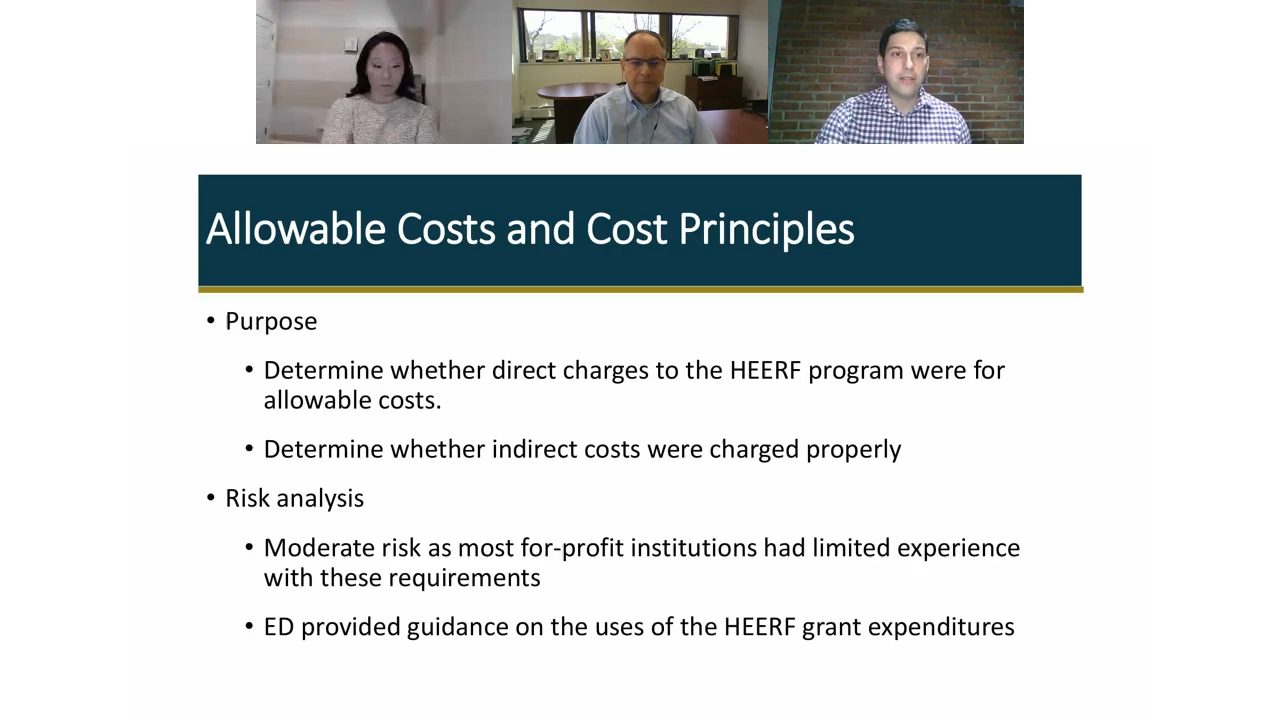 Allowable Costs and Cost Principles
• Purpose
• Determine whether direct charges to the HEERF program were for
allowable costs.
• Determine whether indirect costs were charged properly
• Risk analysis
• Moderate risk as most for-profit institutions had limited experience
with these requirements
• ED provided guidance on the uses of the HEERF grant expenditures